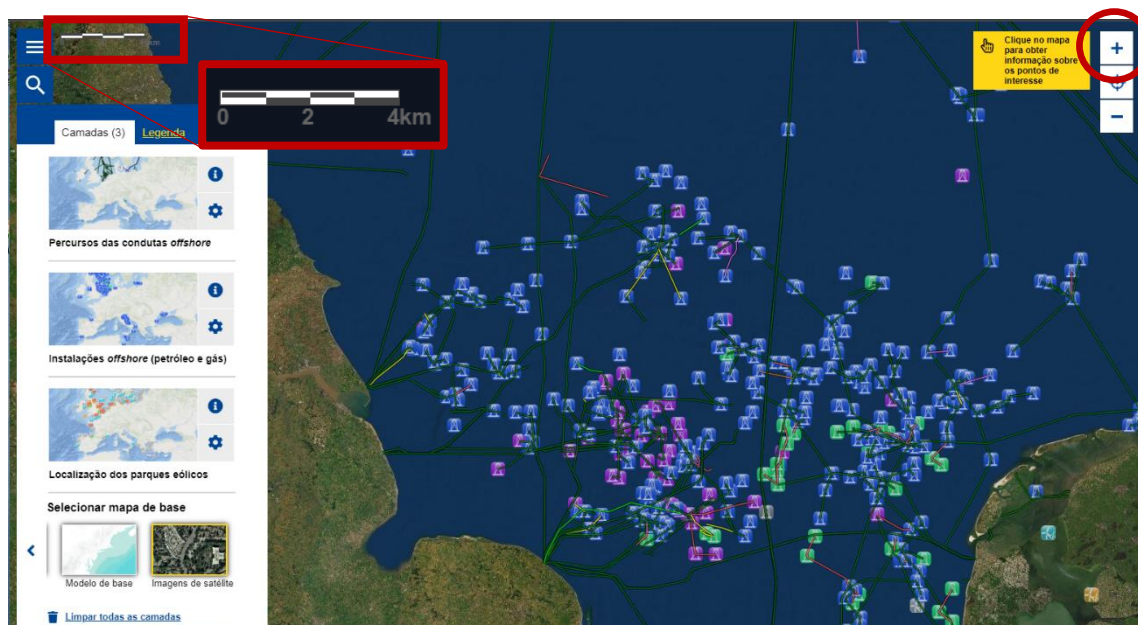 km
Clique no mapa
para obter
informação sobre
os pontos de
interesse
+
−
0 2 4km
Camadas (3) Legenda
Percursos das condutas offshore
Instalações offshore (petróleo e gás)
Localização dos parques eólicos
Selecionar mapa de base
Modelo de base Imagens de satélite
Limpar todas as camadas